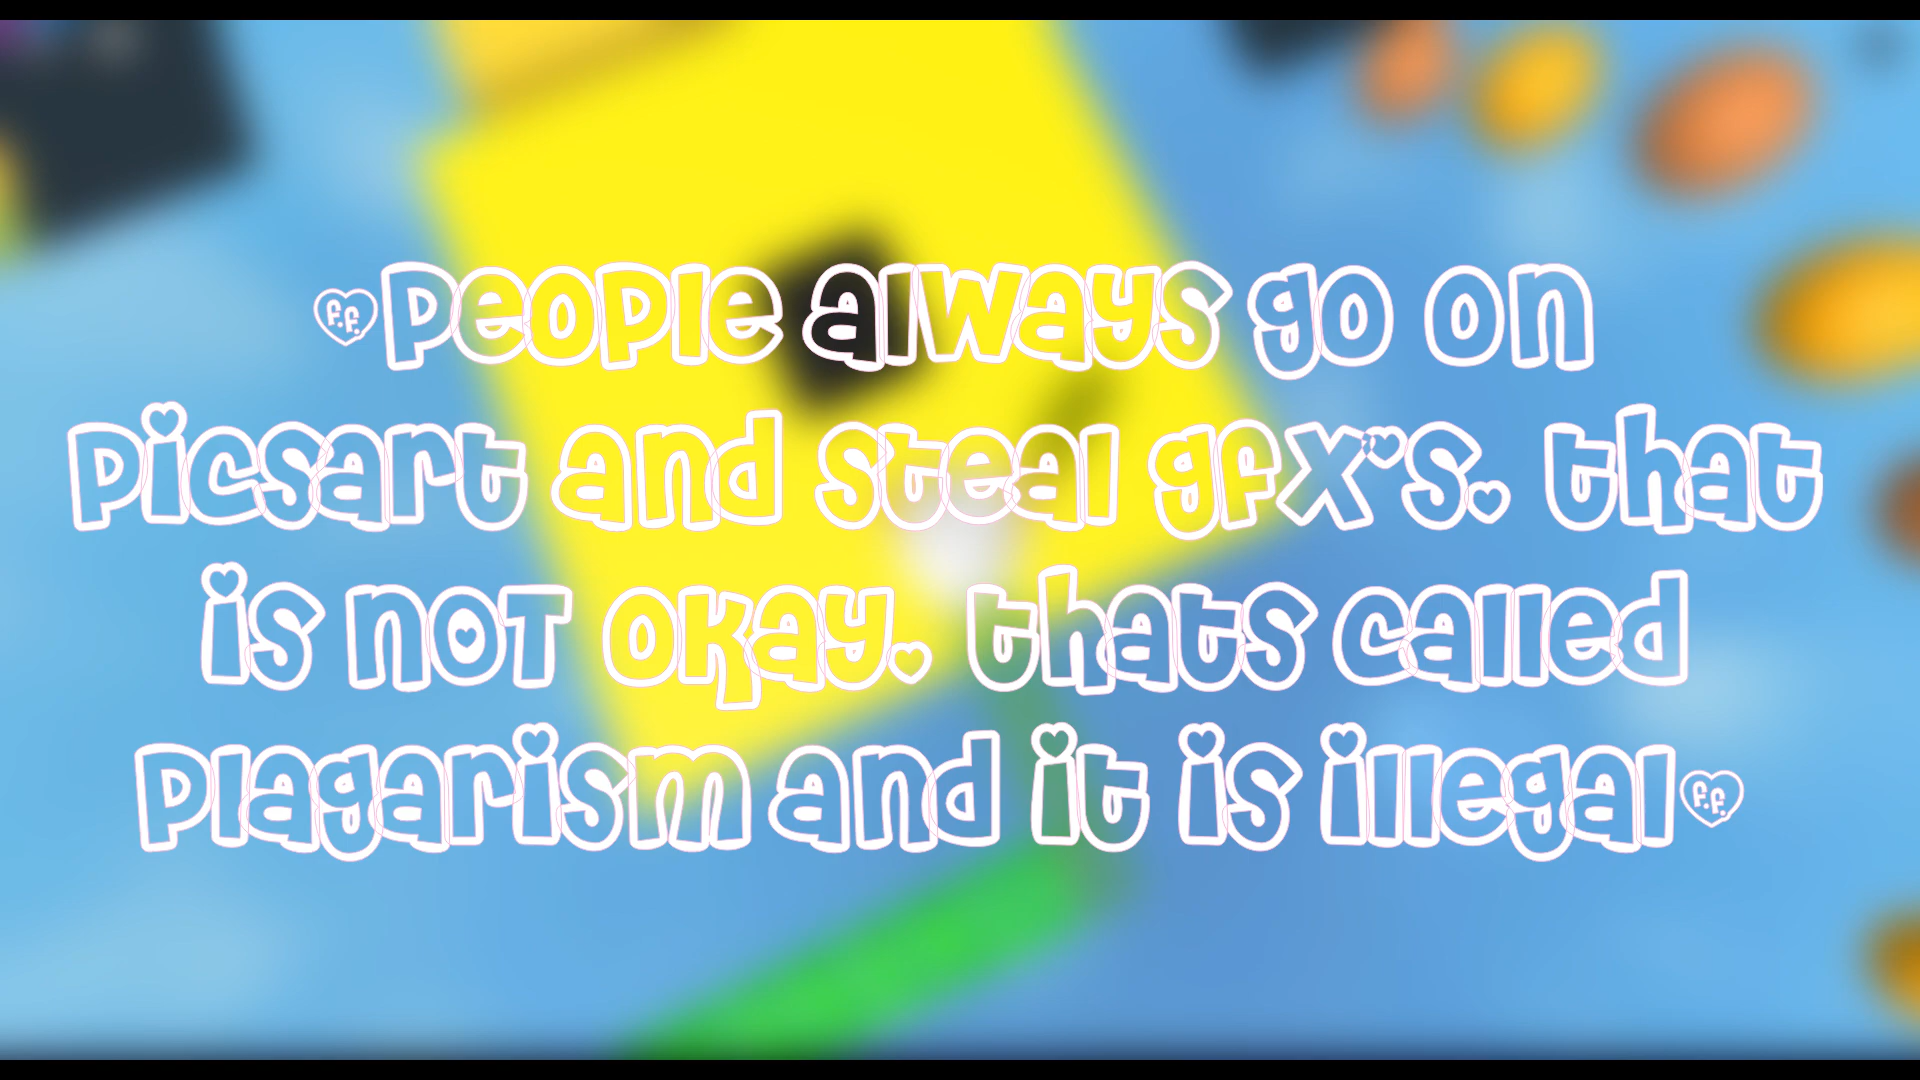 people always go on
picsart and steal gfx's. that
is noT okay. thats called
plagarism and it is illegal